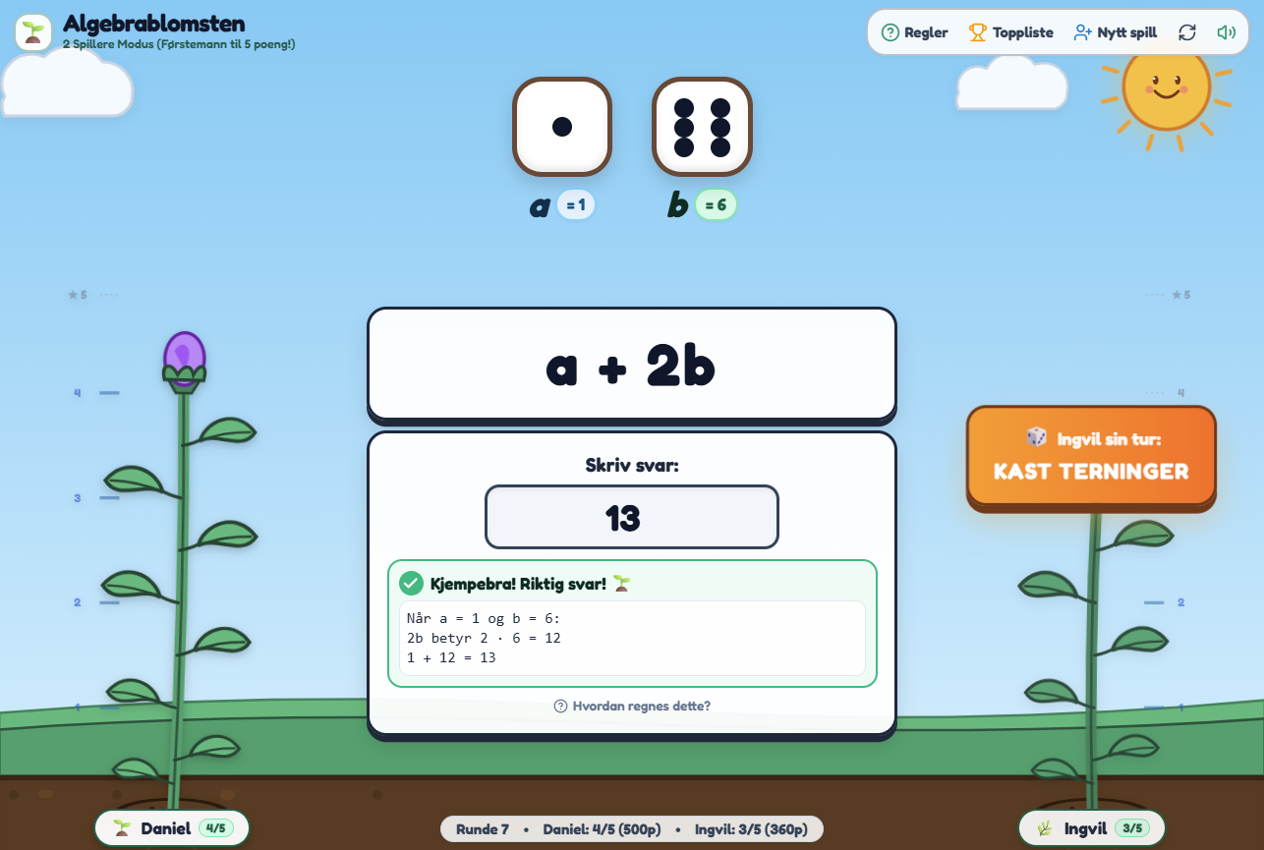 Algebrablomsten
2 Spillere Modus (Førstemann til 5 poeng!)
Regler
Toppliste
Nytt spill
a = 1
b = 6
★ 5
★ 5
a + 2b
4
4
Ingvil sin tur:
KAST TERNINGER
Skriv svar:
13
3
Kjempebra! Riktig svar!
Når a = 1 og b = 6:
2b betyr 2 · 6 = 12
1 + 12 = 13
2
2
Hvordan regnes dette?
1
1
Daniel 4/5
Runde 7 • Daniel: 4/5 (500p) • Ingvil: 3/5 (360p)
Ingvil 3/5